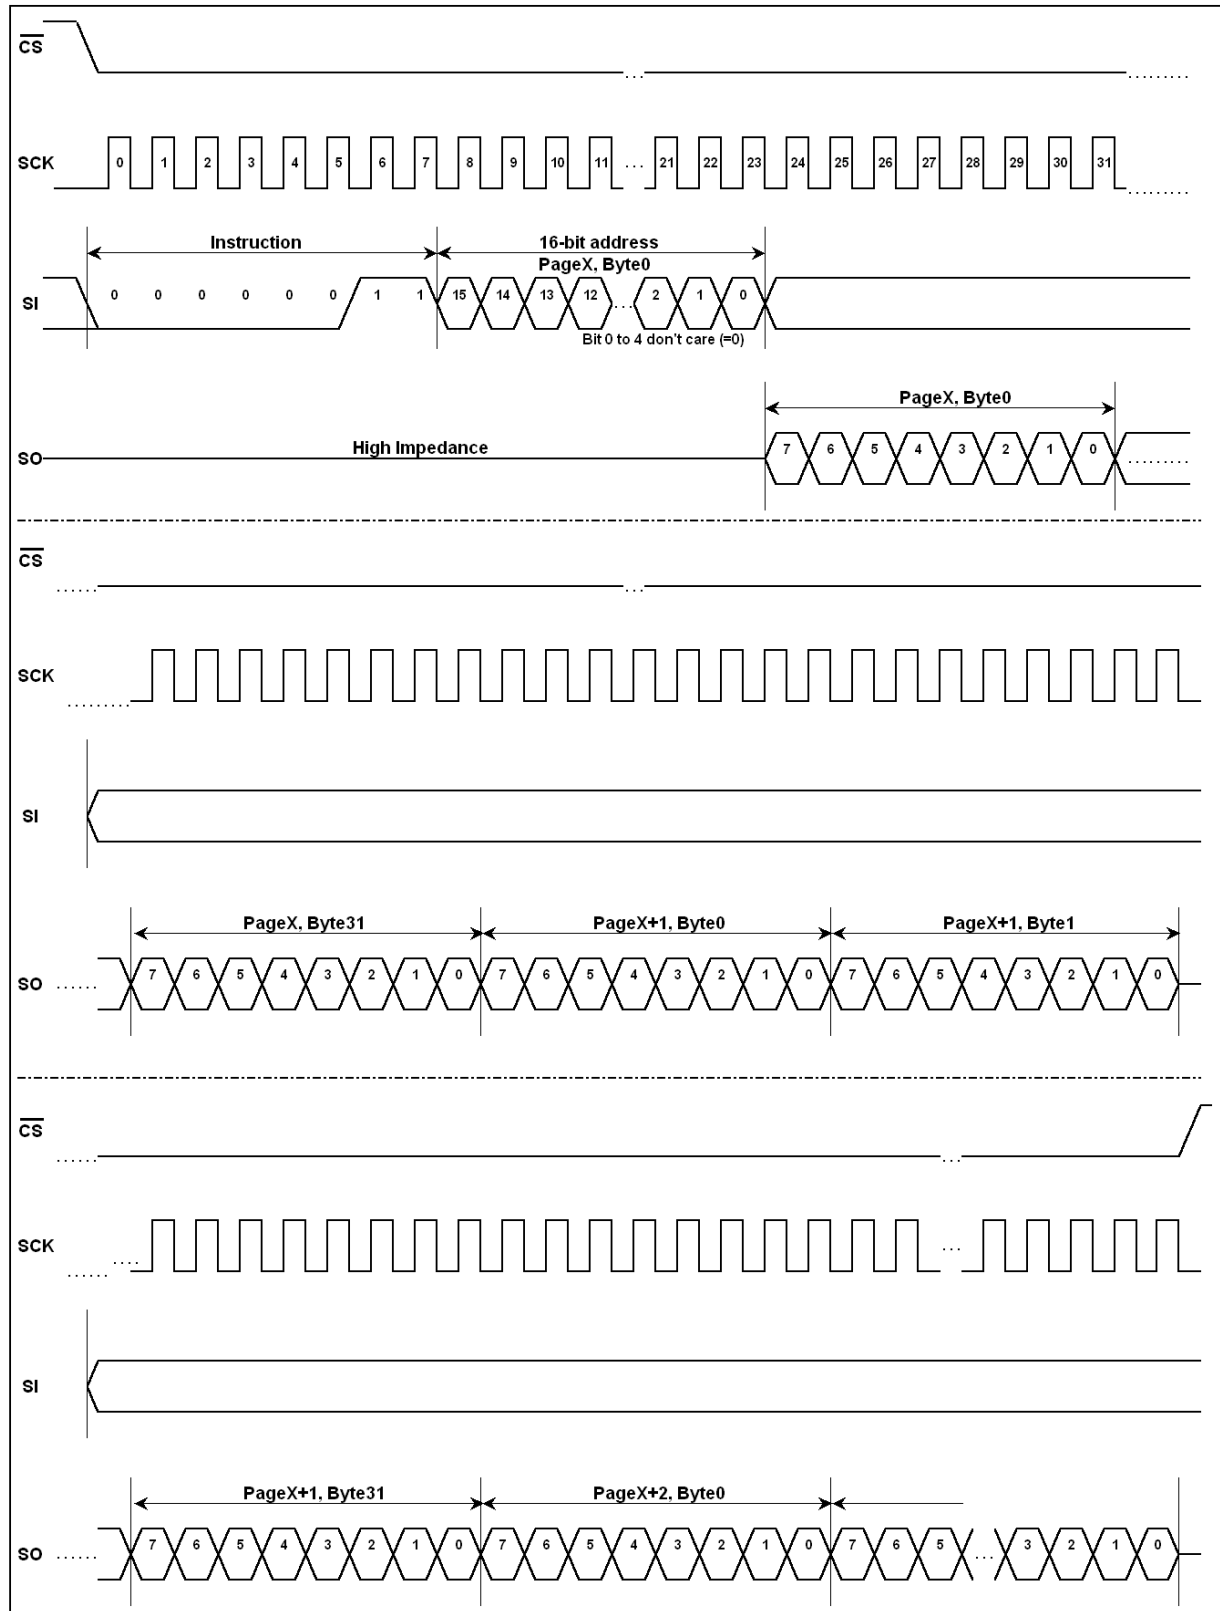 CS
SCK 0 1 2 3 4 5 6 7 8 9 10 11 ... 21 22 23 24 25 26 27 28 29 30 31 .........
Instruction 16-bit address
PageX, Byte0
SI 0 0 0 0 0 0 1 1 15 14 13 12 ... 2 1 0
Bit 0 to 4 don't care (=0)
PageX, Byte0
SO High Impedance 7 6 5 4 3 2 1 0 .........
CS
...... ...
SCK
.........
SI
PageX, Byte31 PageX+1, Byte0 PageX+1, Byte1
SO ...... 7 6 5 4 3 2 1 0 7 6 5 4 3 2 1 0 7 6 5 4 3 2 1 0
CS
...... ...
SCK ...
...... ....
SI
PageX+1, Byte31 PageX+2, Byte0
SO ...... 7 6 5 4 3 2 1 0 7 6 5 4 3 2 1 0 7 6 5 ... 3 2 1 0